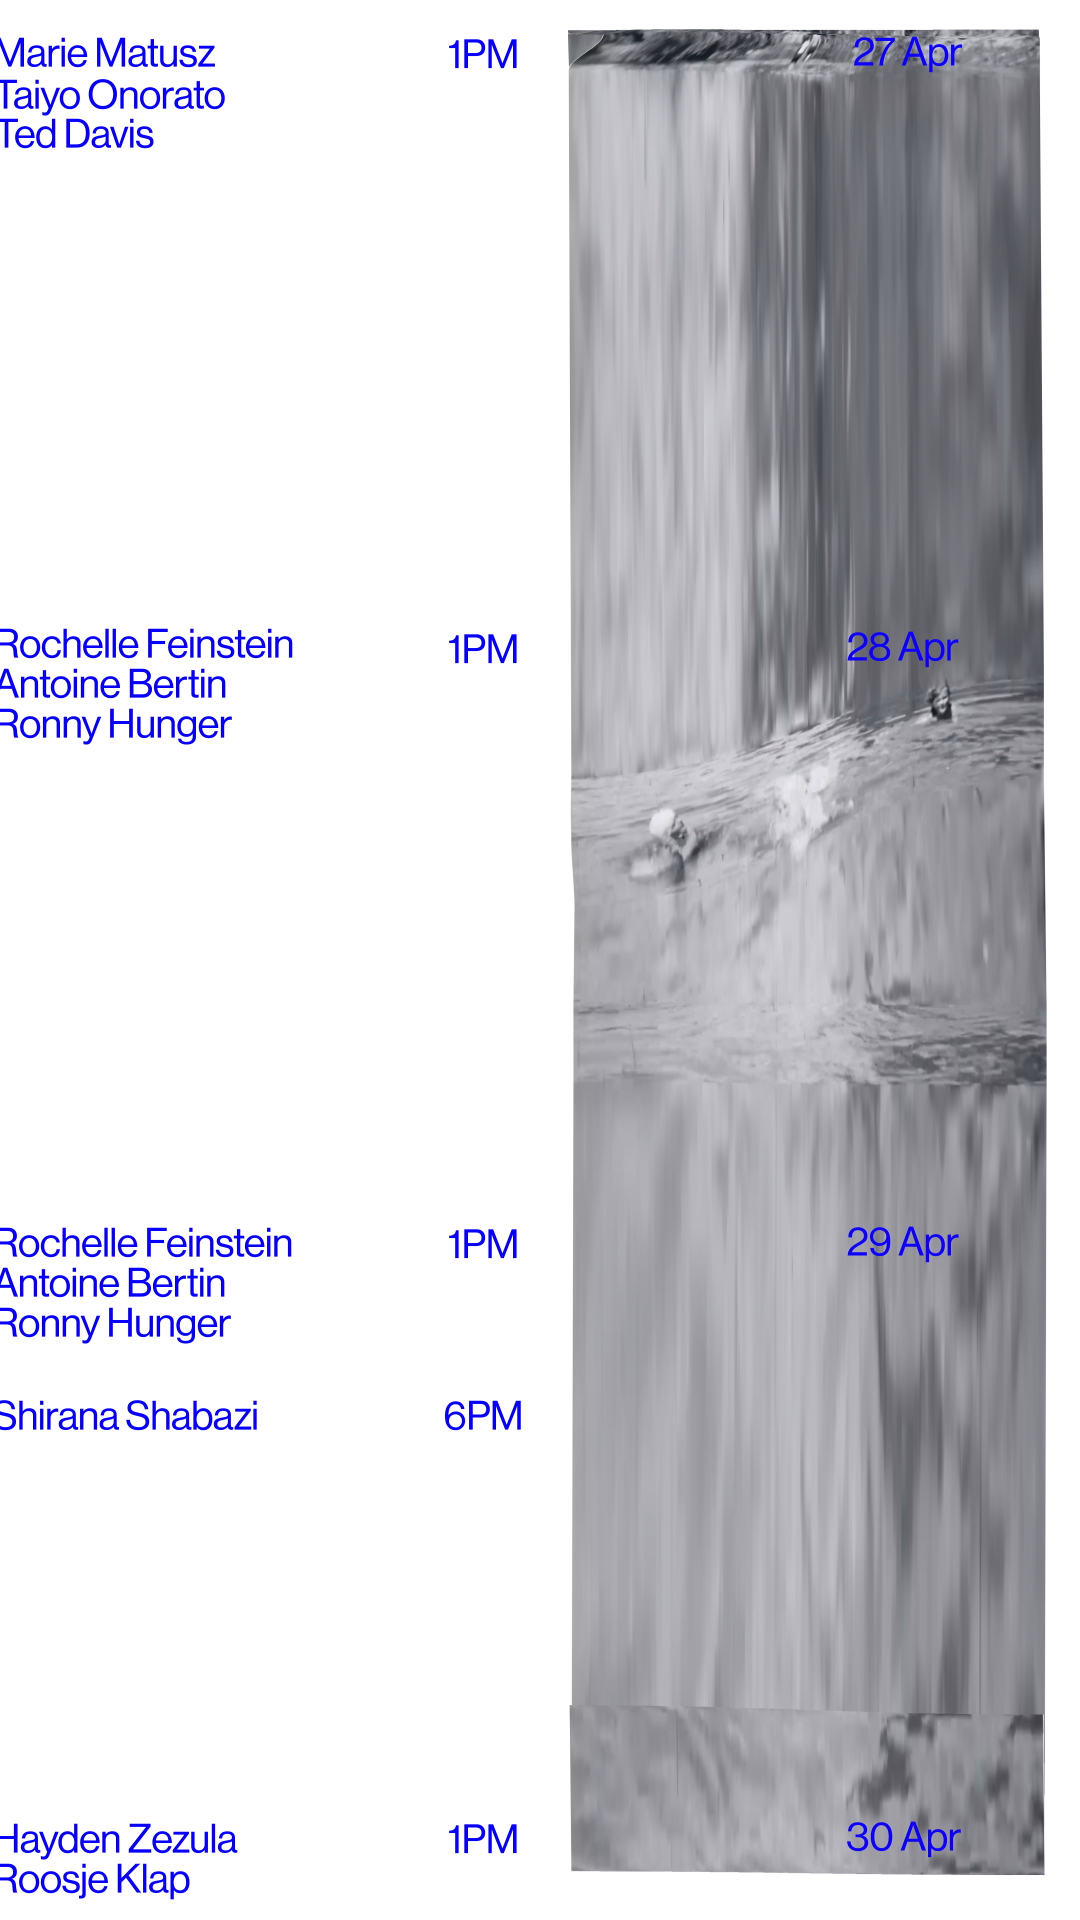 Marie Matusz 1PM 27 Apr
Taiyo Onorato
Ted Davis
Rochelle Feinstein 1PM 28 Apr
Antoine Bertin
Ronny Hunger
Rochelle Feinstein 1PM 29 Apr
Antoine Bertin
Ronny Hunger
Shirana Shabazi 6PM
Hayden Zezula 1PM 30 Apr
Roosje Klap